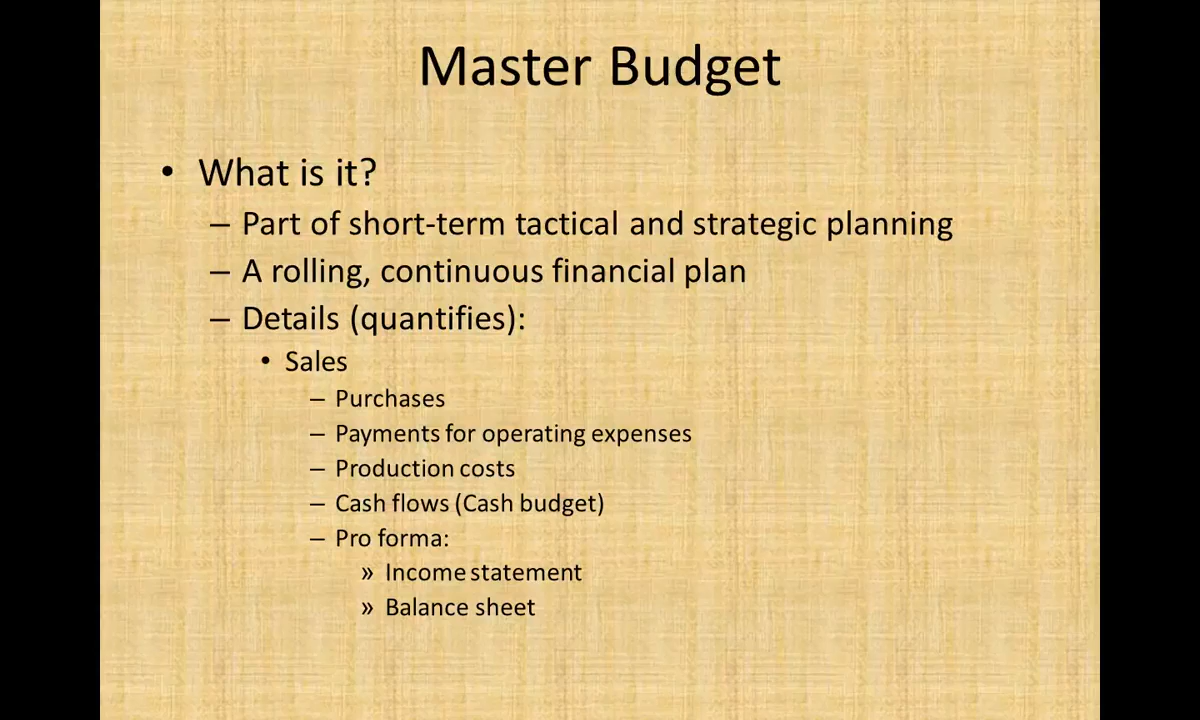 Master Budget
• What is it?
– Part of short-term tactical and strategic planning
– A rolling, continuous financial plan
– Details (quantifies):
• Sales
– Purchases
– Payments for operating expenses
– Production costs
– Cash flows (Cash budget)
– Pro forma:
» Income statement
» Balance sheet